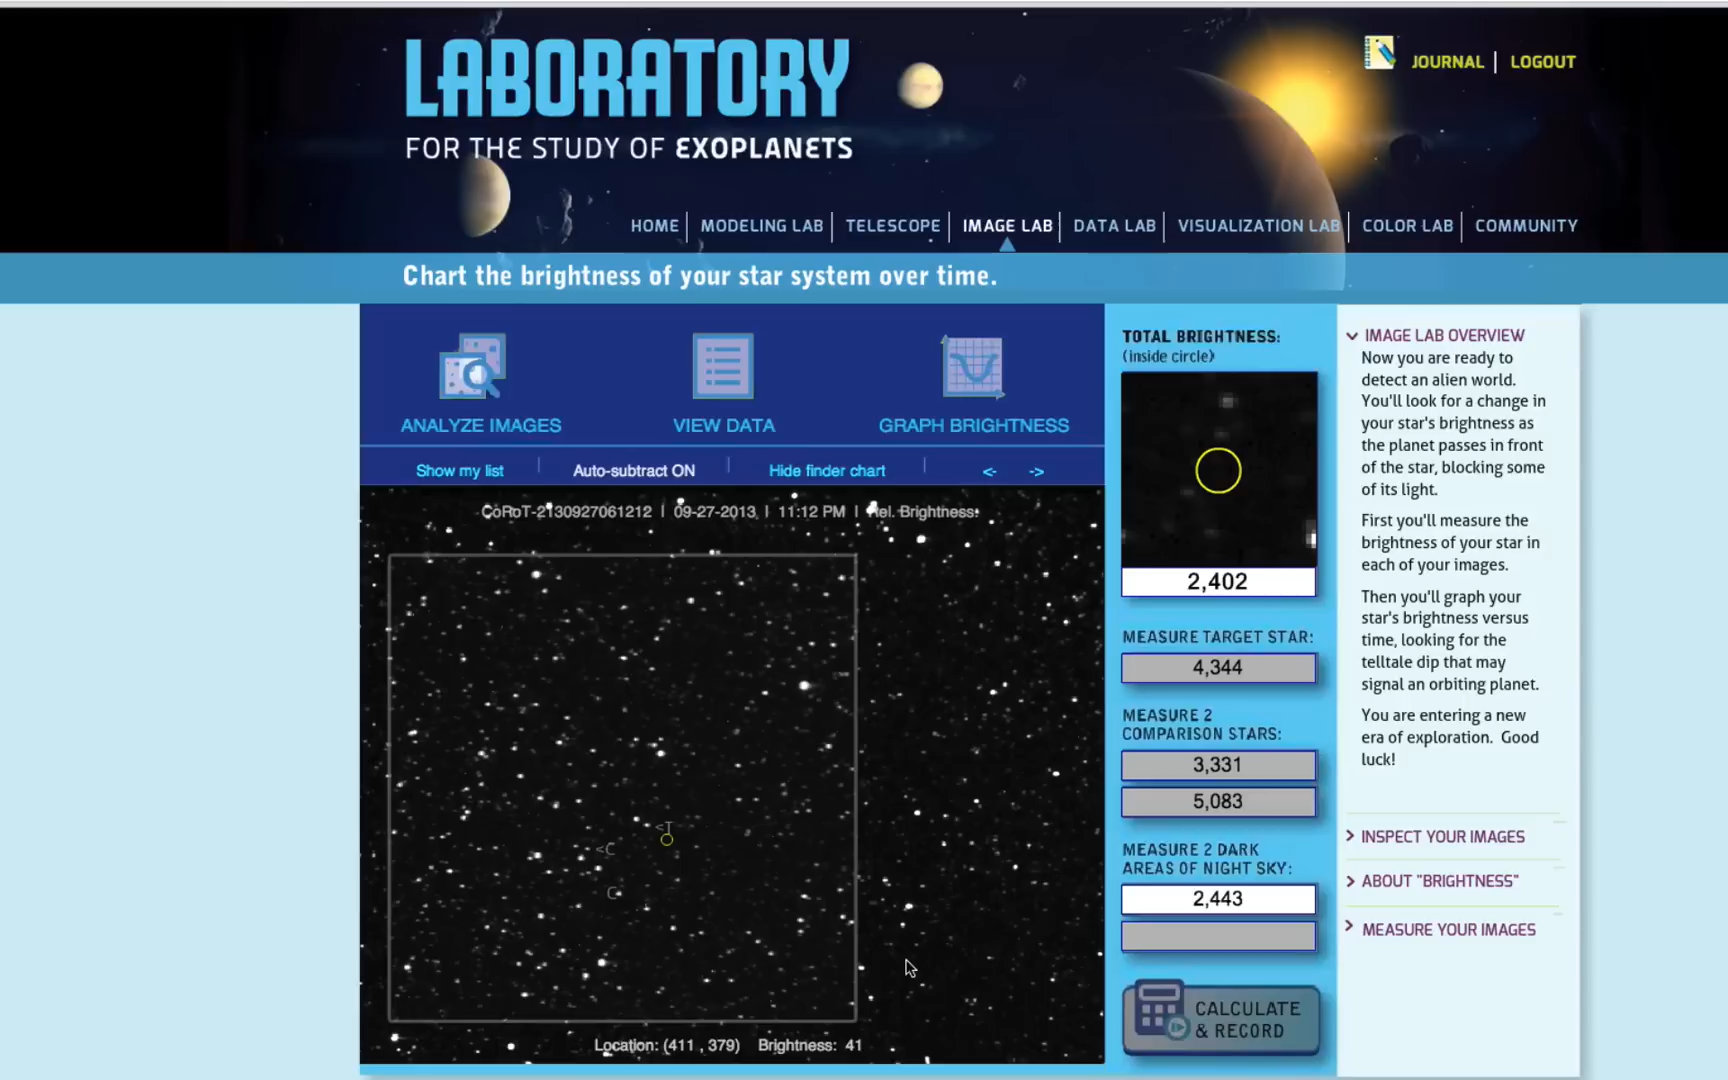 LABORATORY
FOR THE STUDY OF EXOPLANETS
JOURNAL | LOGOUT
HOME | MODELING LAB | TELESCOPE | IMAGE LAB | DATA LAB | VISUALIZATION LAB | COLOR LAB | COMMUNITY
Chart the brightness of your star system over time.
ANALYZE IMAGES
VIEW DATA
GRAPH BRIGHTNESS
Show my list | Auto-subtract ON | Hide finder chart | <- ->
CoRoT-2130927061212 | 09-27-2013 | 11:12 PM | Rel. Brightness:
<T
<C
C
Location: (411 , 379) Brightness: 41
TOTAL BRIGHTNESS:
(inside circle)
2,402
MEASURE TARGET STAR:
4,344
MEASURE 2
COMPARISON STARS:
3,331
5,083
MEASURE 2 DARK
AREAS OF NIGHT SKY:
2,443
CALCULATE
& RECORD
IMAGE LAB OVERVIEW
Now you are ready to
detect an alien world.
You'll look for a change in
your star's brightness as
the planet passes in front
of the star, blocking some
of its light.
First you'll measure the
brightness of your star in
each of your images.
Then you'll graph your
star's brightness versus
time, looking for the
telltale dip that may
signal an orbiting planet.
You are entering a new
era of exploration. Good
luck!
> INSPECT YOUR IMAGES
> ABOUT "BRIGHTNESS"
> MEASURE YOUR IMAGES